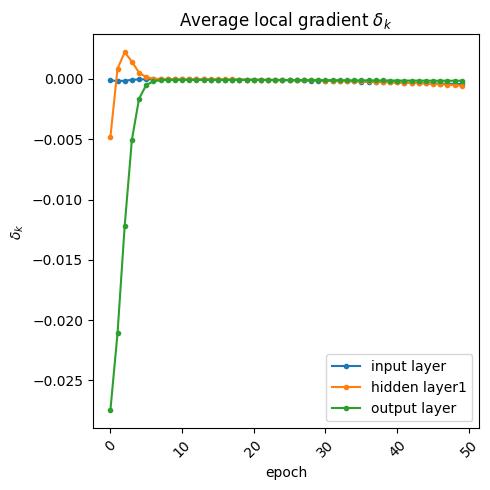 Average local gradient δₖ
0.000
−0.005
−0.010
−0.015
−0.020
−0.025
δₖ
0
10
20
30
40
50
epoch
input layer
hidden layer1
output layer